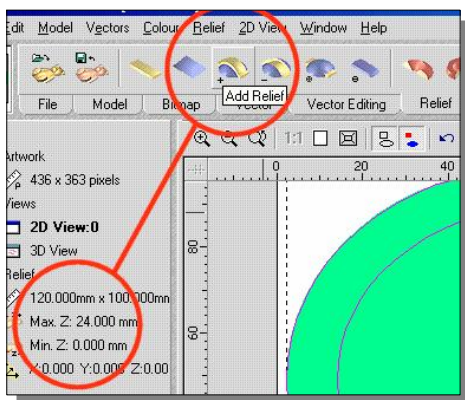 Edit Model Vectors Colour Relief 2D View Window Help
File Model Bitmap Vector Vector Editing Relief
Add Relief
1:1
0 20 40
Artwork
436 x 363 pixels
Views
2D View:0
3D View
Relief
120.000mm x 100.000mm
Max. Z: 24.000 mm
Min. Z: 0.000 mm
X:0.000 Y:0.000 Z:0.00
80
60